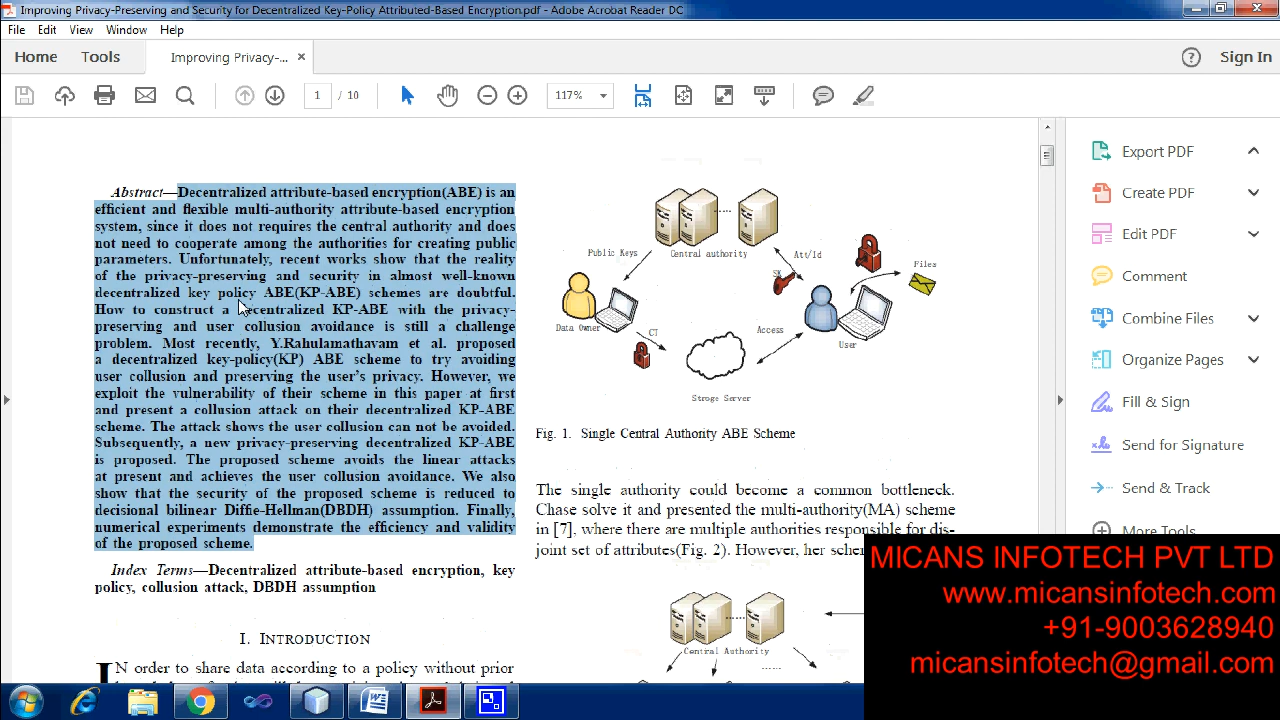 Improving Privacy-Preserving and Security for Decentralized Key-Policy Attributed-Based Encryption.pdf - Adobe Acrobat Reader DC
File Edit View Window Help
Home Tools Improving Privacy-... × Sign In
1 / 10 117%
Abstract—Decentralized attribute-based encryption(ABE) is an
efficient and flexible multi-authority attribute-based encryption
system, since it does not requires the central authority and does
not need to cooperate among the authorities for creating public
parameters. Unfortunately, recent works show that the reality
of the privacy-preserving and security in almost well-known
decentralized key policy ABE(KP-ABE) schemes are doubtful.
How to construct a decentralized KP-ABE with the privacy-
preserving and user collusion avoidance is still a challenge
problem. Most recently, Y.Rahulamathavam et al. proposed
a decentralized key-policy(KP) ABE scheme to try avoiding
user collusion and preserving the user's privacy. However, we
exploit the vulnerability of their scheme in this paper at first
and present a collusion attack on their decentralized KP-ABE
scheme. The attack shows the user collusion can not be avoided.
Subsequently, a new privacy-preserving decentralized KP-ABE
is proposed. The proposed scheme avoids the linear attacks
at present and achieves the user collusion avoidance. We also
show that the security of the proposed scheme is reduced to
decisional bilinear Diffie-Hellman(DBDH) assumption. Finally,
numerical experiments demonstrate the efficiency and validity
of the proposed scheme.
Index Terms—Decentralized attribute-based encryption, key
policy, collusion attack, DBDH assumption
I. INTRODUCTION
IN order to share data according to a policy without prior
Public Keys
Central authority
Att/Id
Files
SK
Data Owner
CT
Access
User
Stroge Server
Fig. 1. Single Central Authority ABE Scheme
The single authority could become a common bottleneck.
Chase solve it and presented the multi-authority(MA) scheme
in [7], where there are multiple authorities responsible for dis-
joint set of attributes(Fig. 2). However, her
Central Authority
Export PDF
Create PDF
Edit PDF
Comment
Combine Files
Organize Pages
Fill & Sign
Send for Signature
Send & Track
More Tools
MICANS INFOTECH PVT LTD
www.micansinfotech.com
+91-9003628940
micansinfotech@gmail.com